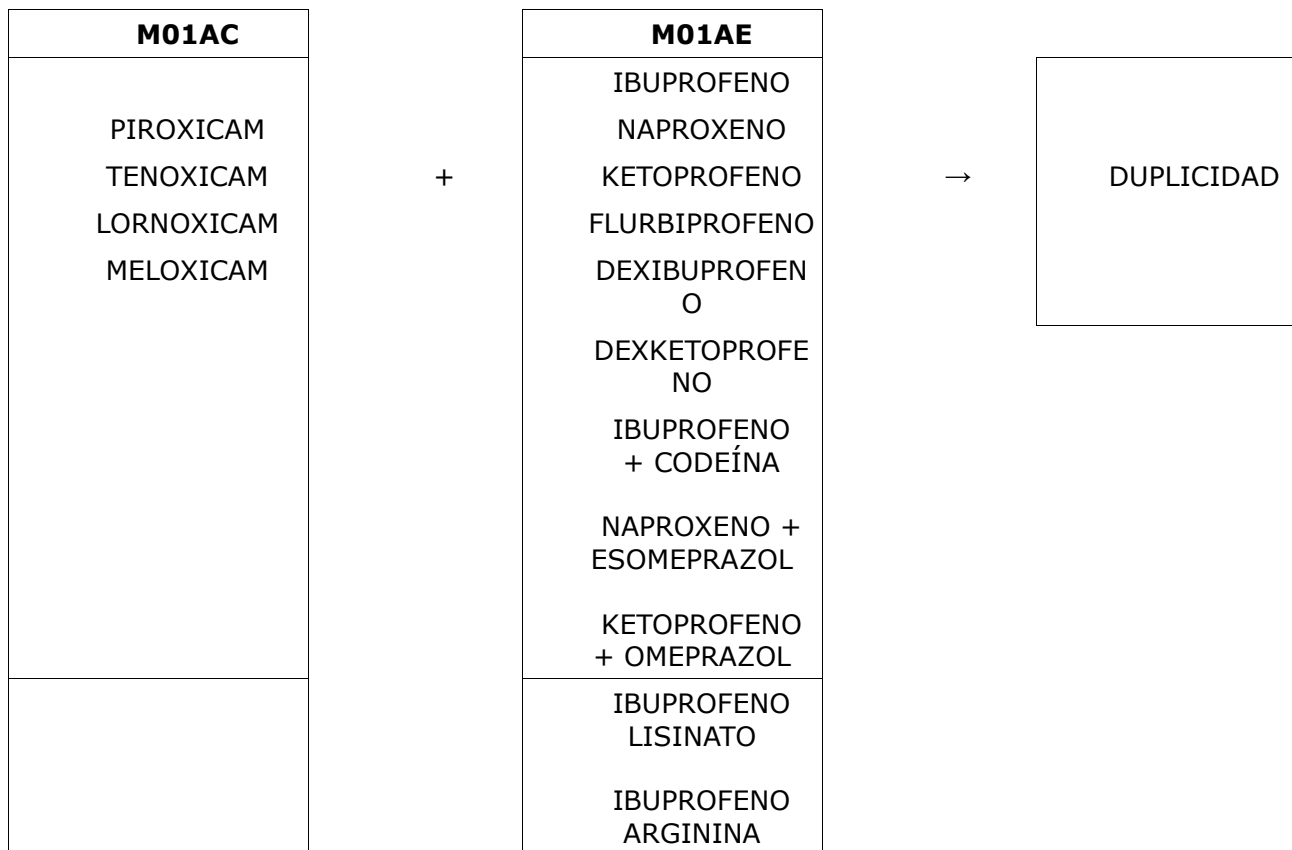 M01AC
PIROXICAM
TENOXICAM
LORNOXICAM
MELOXICAM
+
M01AE
IBUPROFENO
NAPROXENO
KETOPROFENO
FLURBIPROFENO
DEXIBUPROFEN
O
DEXKETOPROFE
NO
IBUPROFENO
+ CODEÍNA
NAPROXENO +
ESOMEPRAZOL
KETOPROFENO
+ OMEPRAZOL
IBUPROFENO
LISINATO
IBUPROFENO
ARGININA
→
DUPLICIDAD